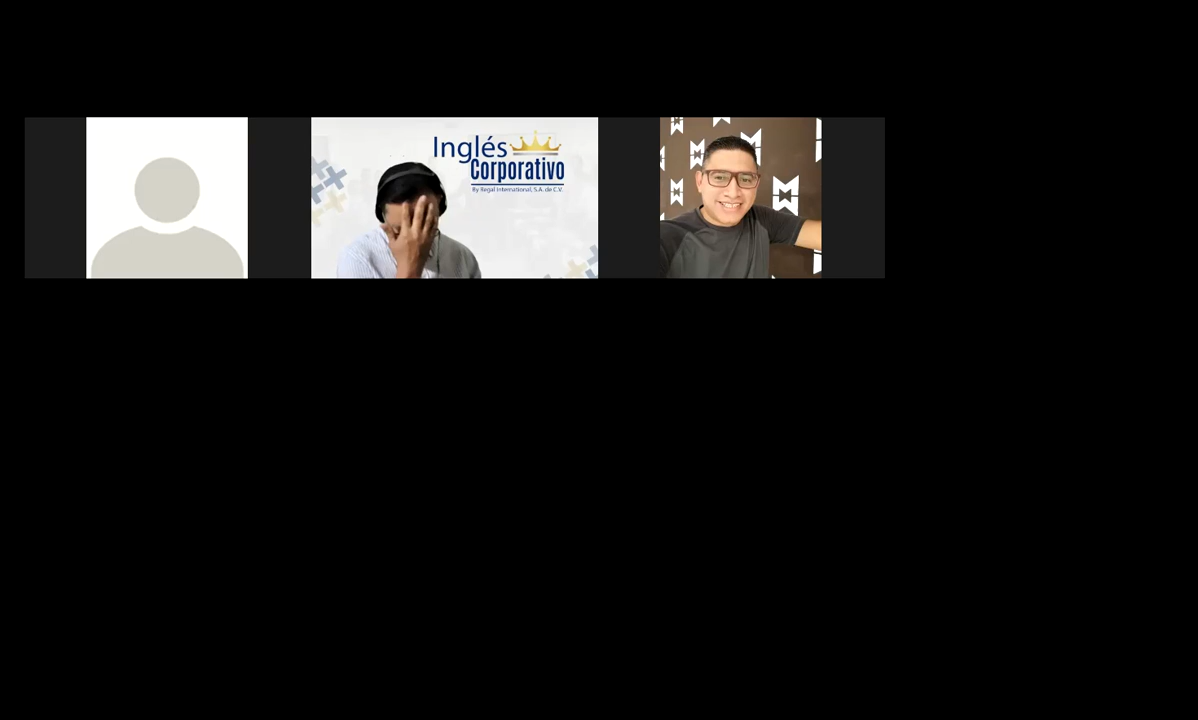 Inglés
Corporativo
By Regal International, S.A. de C.V.